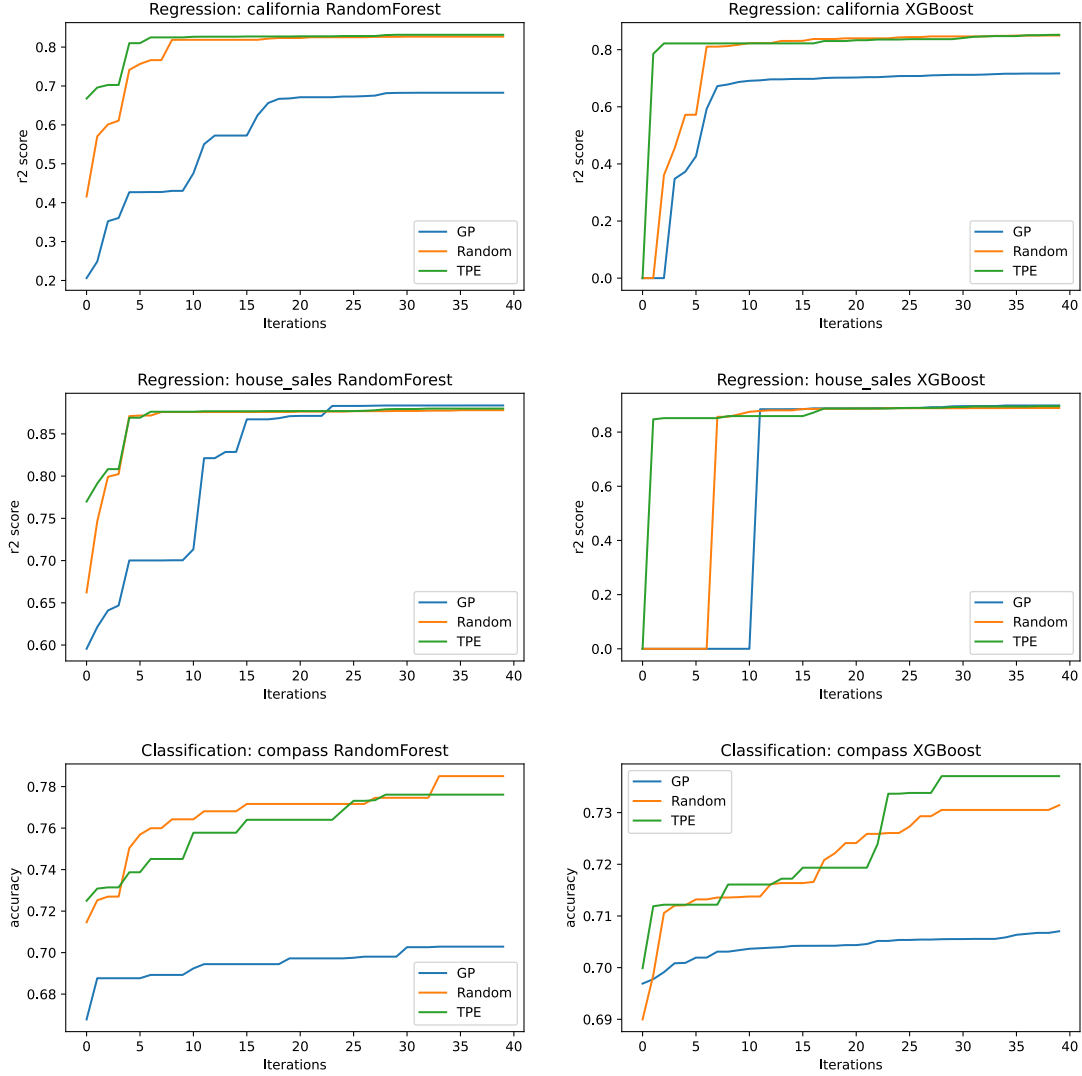 Regression: california RandomForest
r2 score
0.8
0.7
0.6
0.5
0.4
0.3
0.2
GP
Random
TPE
0 5 10 15 20 25 30 35 40
Iterations
Regression: california XGBoost
r2 score
0.8
0.6
0.4
0.2
0.0
GP
Random
TPE
0 5 10 15 20 25 30 35 40
Iterations
Regression: house_sales RandomForest
r2 score
0.85
0.80
0.75
0.70
0.65
0.60
GP
Random
TPE
0 5 10 15 20 25 30 35 40
Iterations
Regression: house_sales XGBoost
r2 score
0.8
0.6
0.4
0.2
0.0
GP
Random
TPE
0 5 10 15 20 25 30 35 40
Iterations
Classification: compass RandomForest
accuracy
0.78
0.76
0.74
0.72
0.70
0.68
GP
Random
TPE
0 5 10 15 20 25 30 35 40
Iterations
Classification: compass XGBoost
accuracy
GP
Random
TPE
0.73
0.72
0.71
0.70
0.69
0 5 10 15 20 25 30 35 40
Iterations